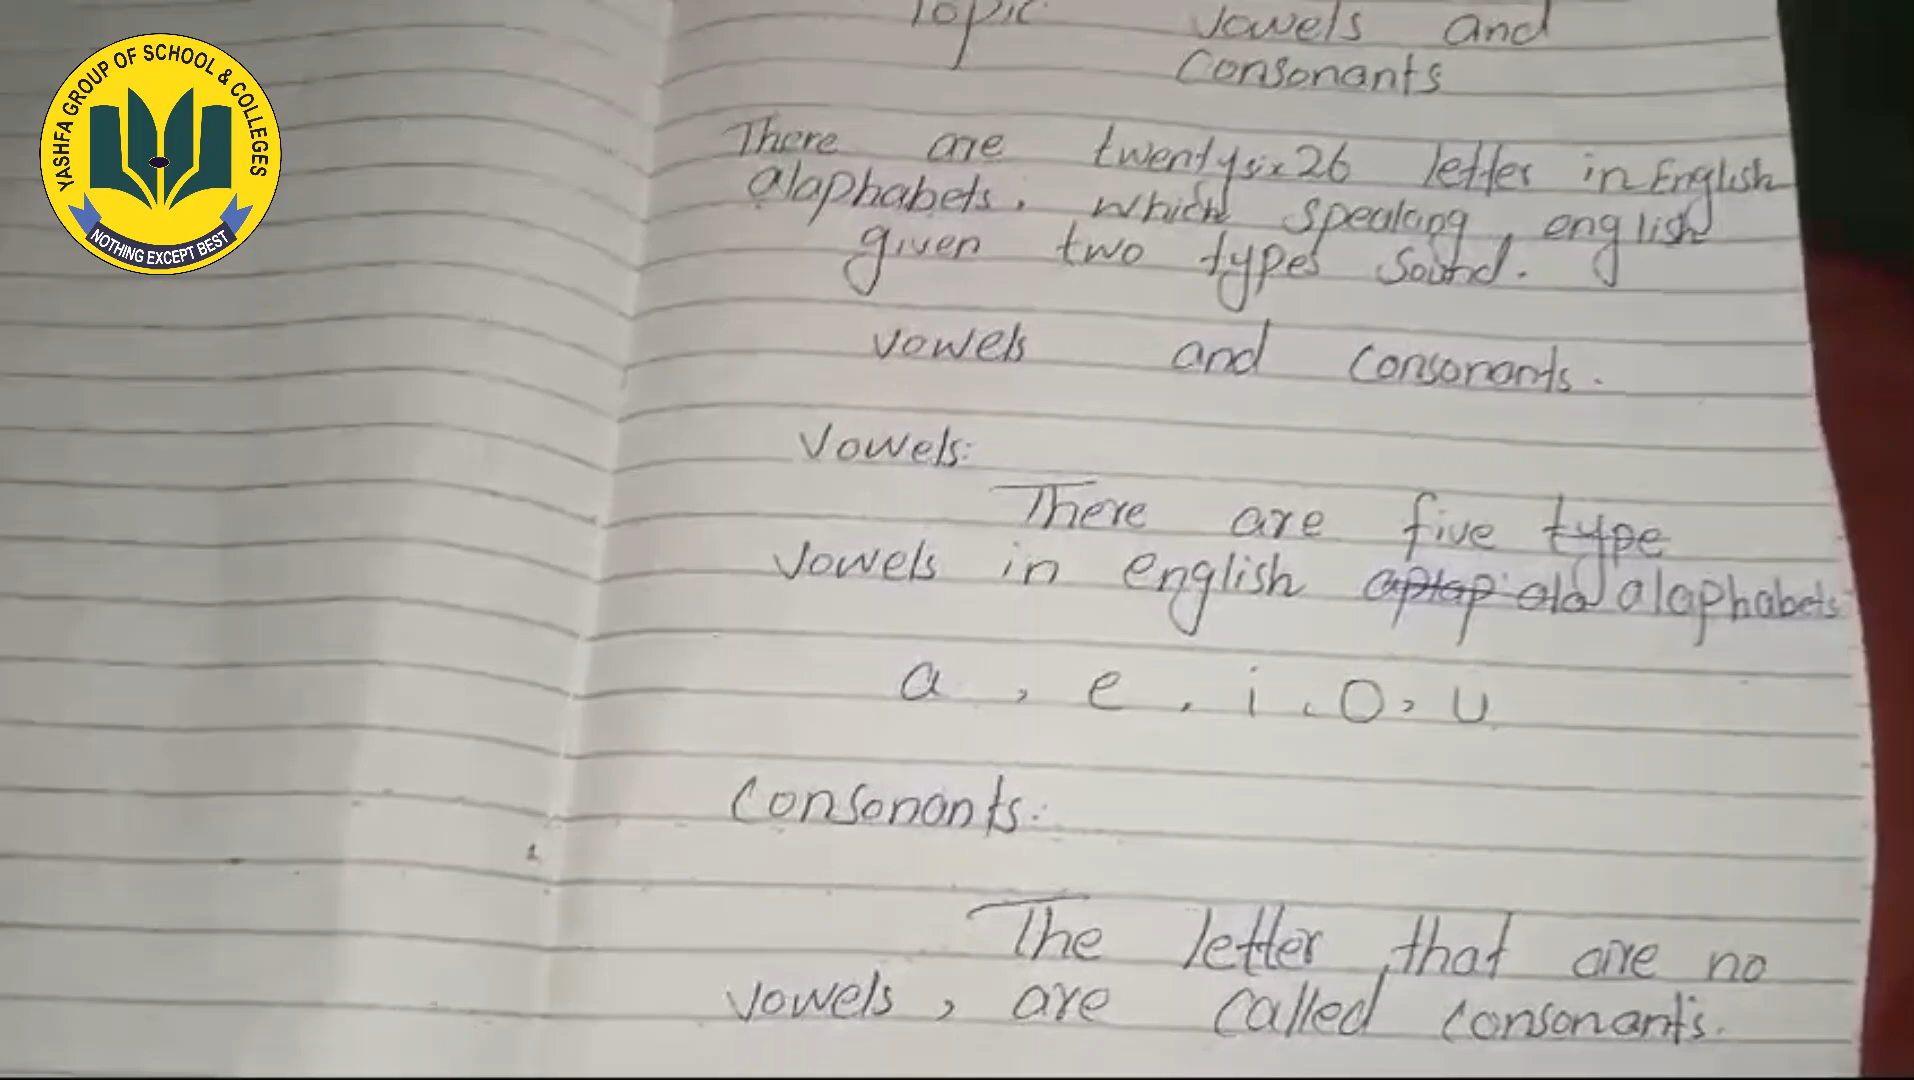 YASHFA GROUP OF SCHOOL & COLLEGES
NOTHING EXCEPT BEST
Topic Vowels and
Consonants
There are twentysix 26 letter in English
alaphabets. which speaking, english
given two types sound.
vowels and consonants.
Vowels:
There are five type
vowels in english alaphabets
a, e, i, o, u
Consonants:
The letter, that are no
vowels, are called consonants.